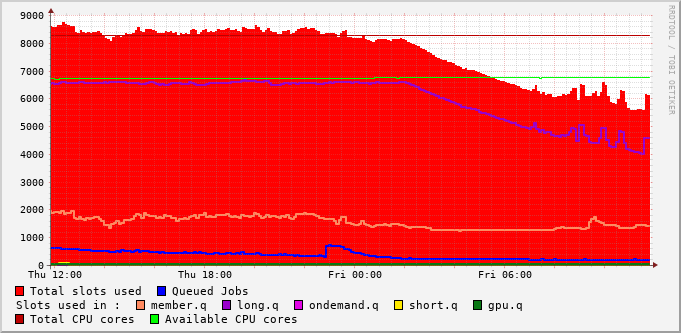 9000
8000
7000
6000
5000
4000
3000
2000
1000
0
Thu 12:00 Thu 18:00 Fri 00:00 Fri 06:00
RRDTOOL / TOBI OETIKER
Total slots used Queued Jobs
Slots used in : member.q long.q ondemand.q short.q gpu.q
Total CPU cores Available CPU cores